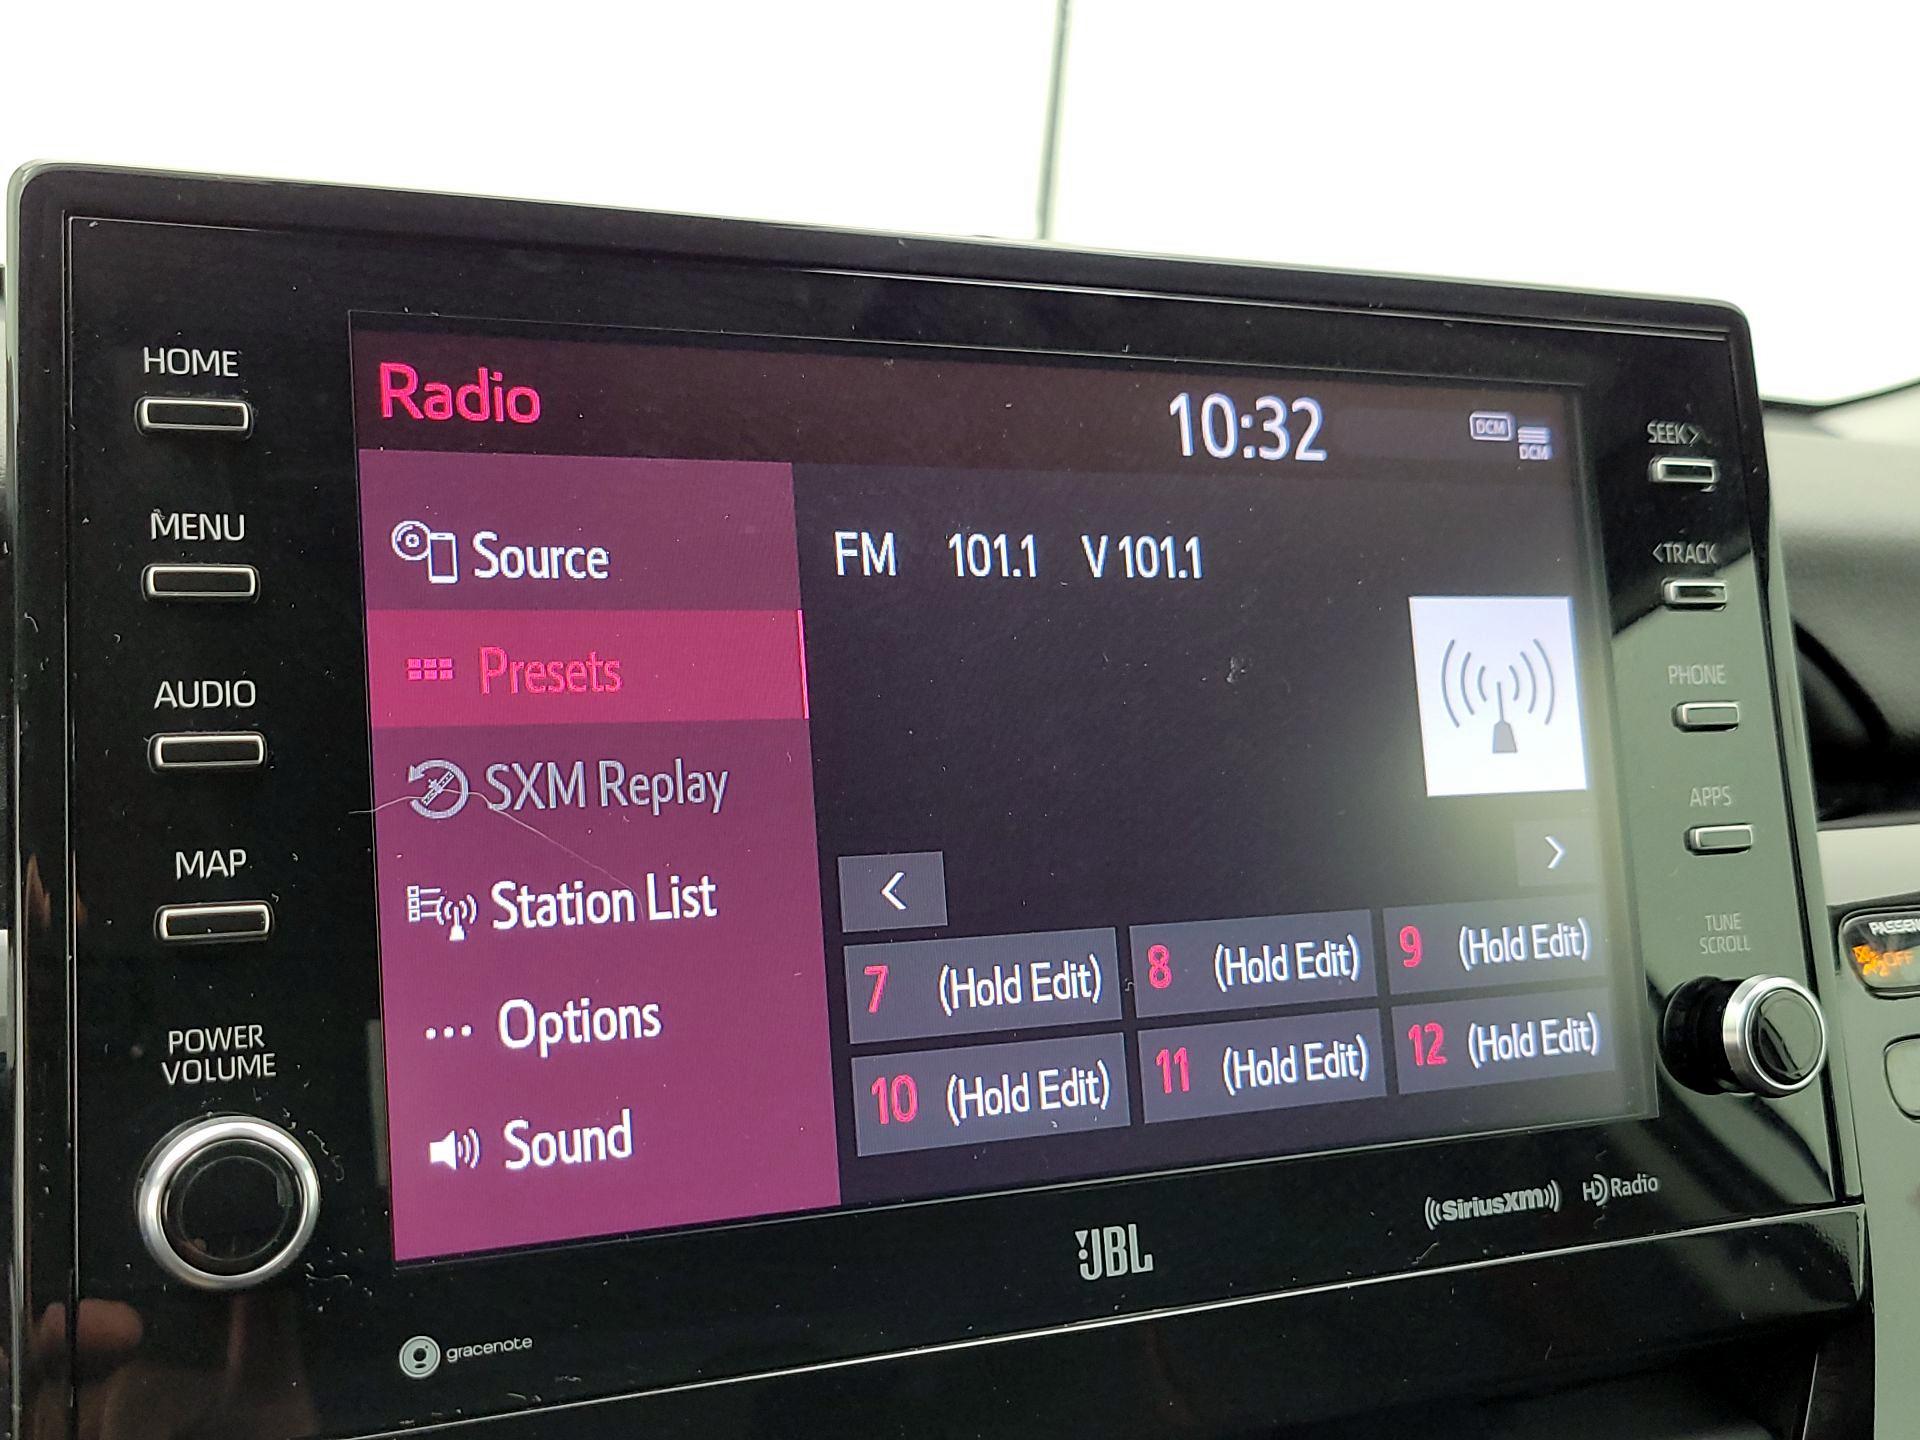 HOME
MENU
AUDIO
MAP
POWER
VOLUME
Radio
10:32
DCM
DCM
Source
Presets
SXM Replay
Station List
... Options
Sound
FM 101.1 V 101.1
<
>
7 (Hold Edit)
8 (Hold Edit)
9 (Hold Edit)
10 (Hold Edit)
11 (Hold Edit)
12 (Hold Edit)
SEEK>
<TRACK
PHONE
APPS
TUNE
SCROLL
gracenote
JBL
((SiriusXM))
HD Radio
OFF